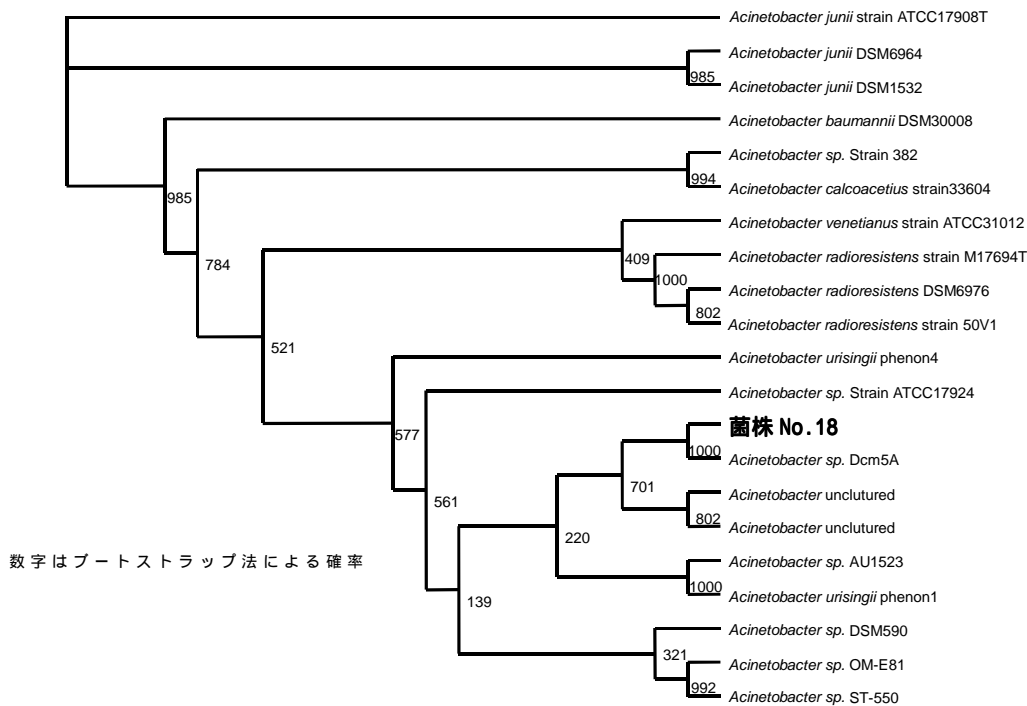 Acinetobacter junii strain ATCC17908T
Acinetobacter junii DSM6964
985
Acinetobacter junii DSM1532
Acinetobacter baumannii DSM30008
Acinetobacter sp. Strain 382
994
Acinetobacter calcoacetius strain33604
985
Acinetobacter venetianus strain ATCC31012
784
409
Acinetobacter radioresistens strain M17694T
1000
Acinetobacter radioresistens DSM6976
802
Acinetobacter radioresistens strain 50V1
521
Acinetobacter urisingii phenon4
Acinetobacter sp. Strain ATCC17924
577
菌株 No.18
1000
Acinetobacter sp. Dcm5A
701
Acinetobacter unclutured
561
802
Acinetobacter unclutured
220
数字はブートストラップ法による確率
Acinetobacter sp. AU1523
1000
Acinetobacter urisingii phenon1
139
Acinetobacter sp. DSM590
321
Acinetobacter sp. OM-E81
992
Acinetobacter sp. ST-550